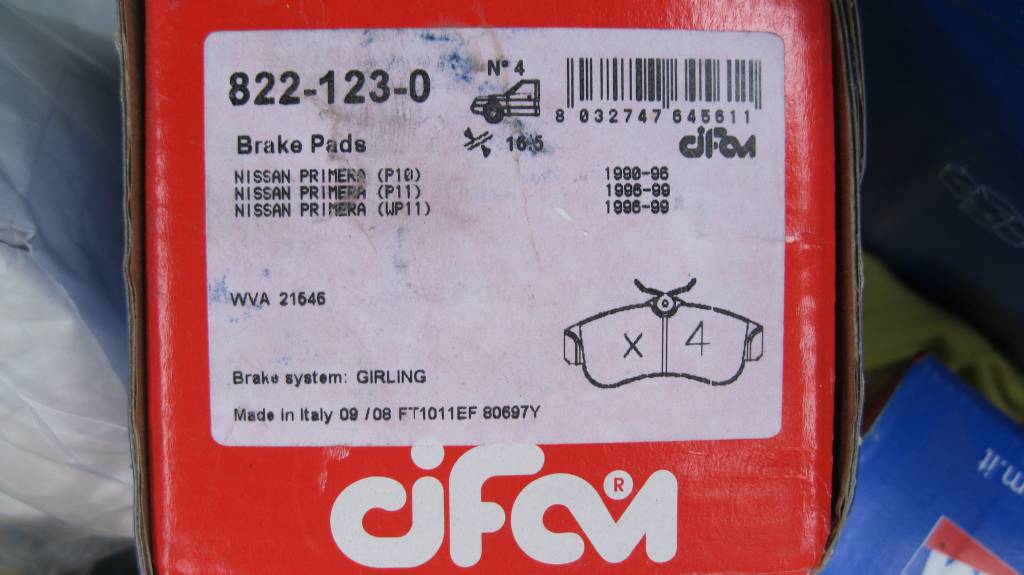 822-123-0
N° 4
8 032747 645611
Brake Pads
16.5
CIFAM
NISSAN PRIMERA (P10) 1990-96
NISSAN PRIMERA (P11) 1996-99
NISSAN PRIMERA (WP11) 1996-99
WVA 21546
X 4
Brake system: GIRLING
Made in Italy 09 /08 FT1011EF 80697Y
CIFAM ®
m.it